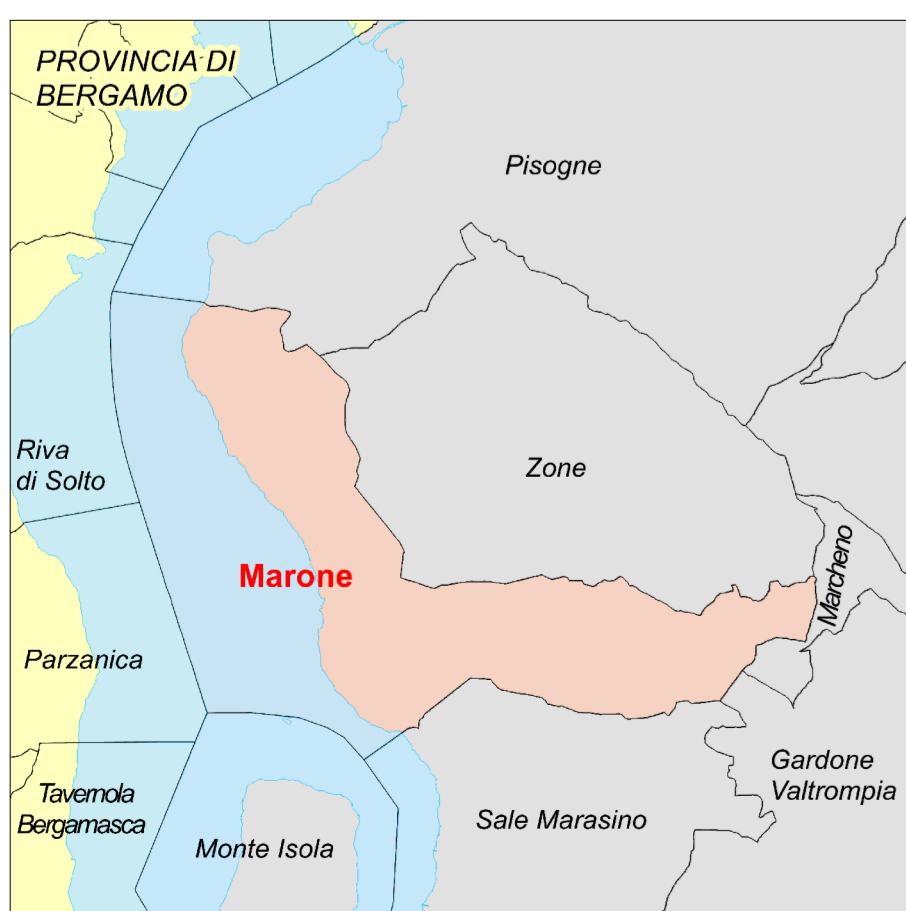 PROVINCIA DI
BERGAMO
Pisogne
Riva
di Solto
Zone
Marcheno
Marone
Parzanica
Gardone
Valtrompia
Tavernola
Bergamasca
Sale Marasino
Monte Isola